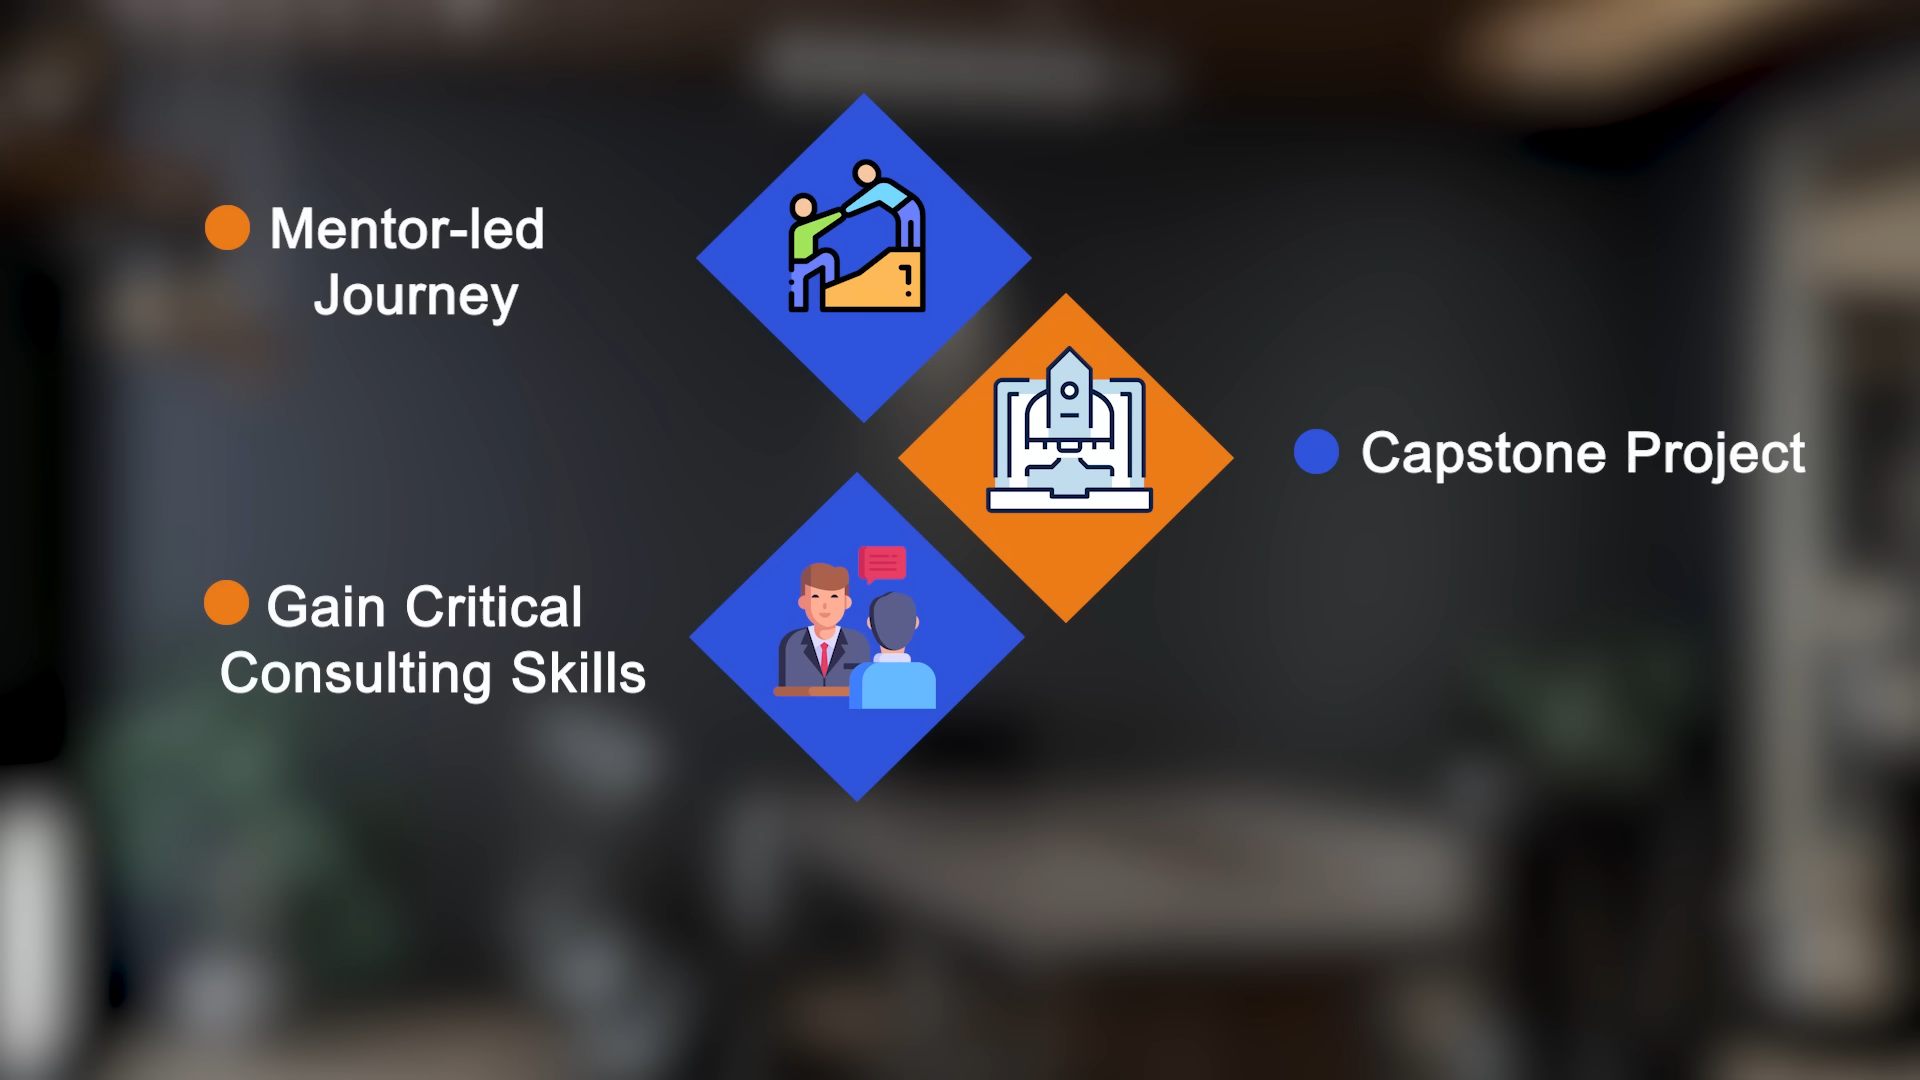 Mentor-led
Journey
Capstone Project
Gain Critical
Consulting Skills